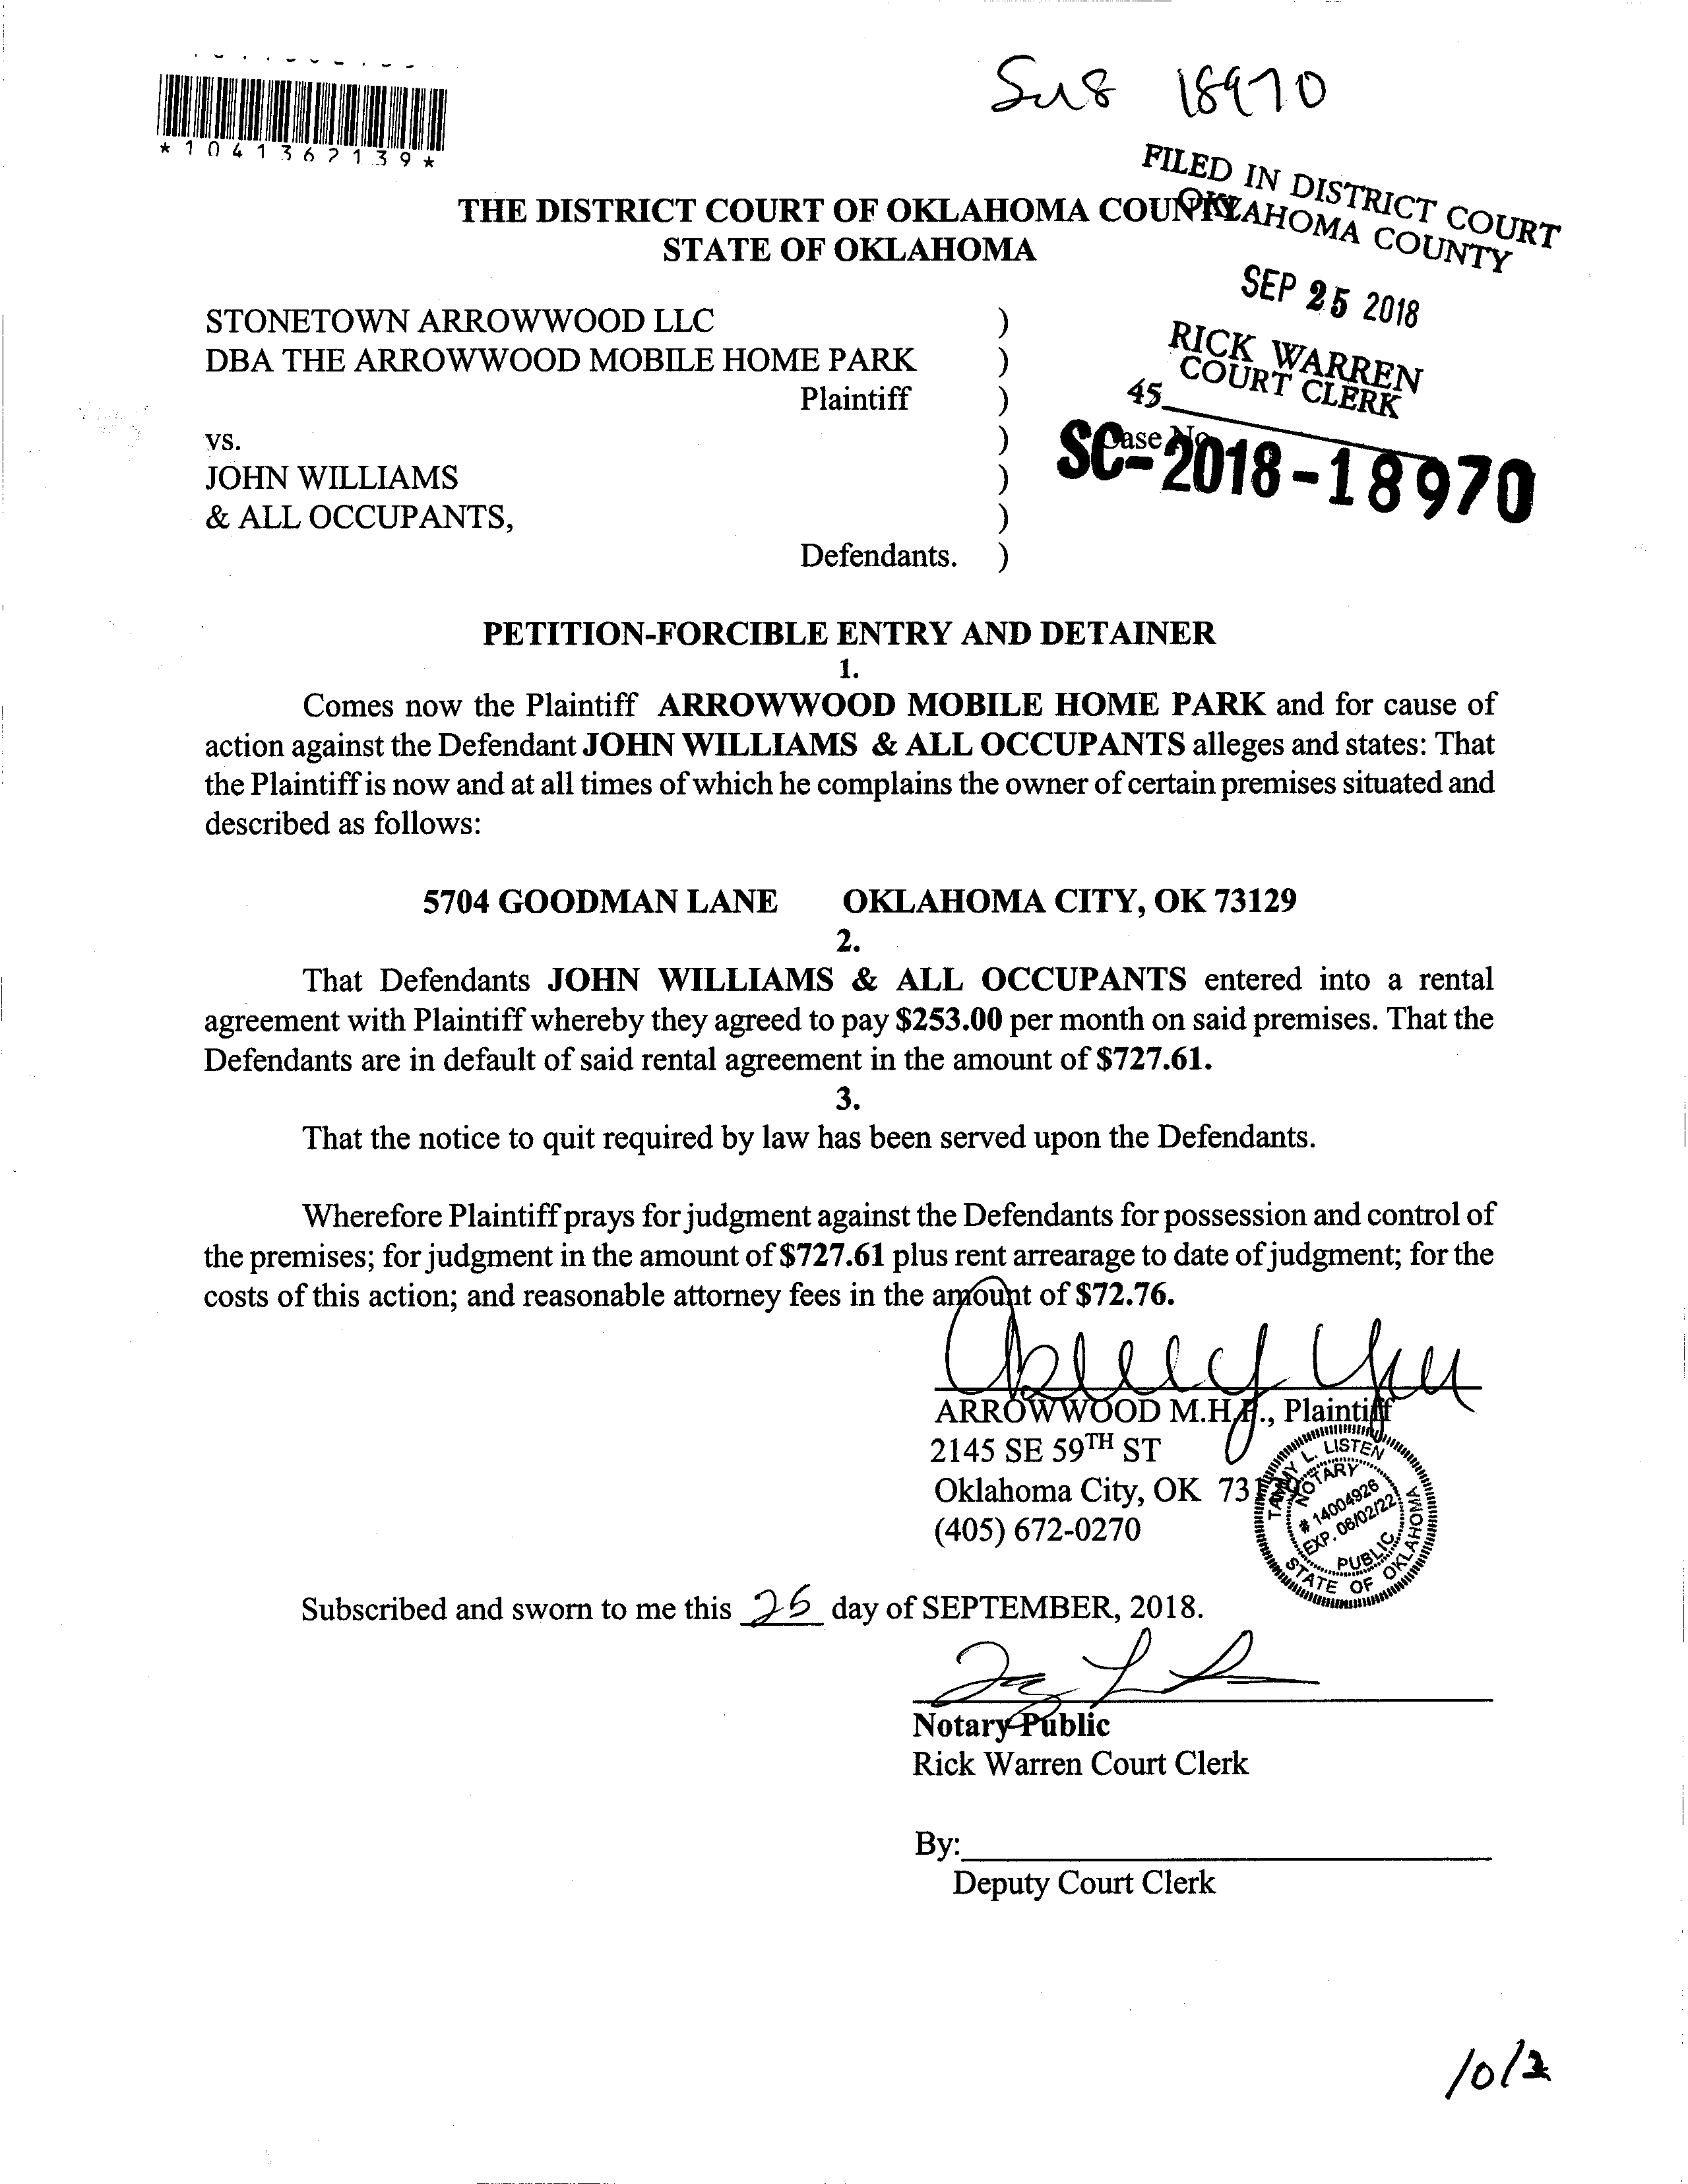 18970
*1041362139*
FILED IN DISTRICT COURT
OKLAHOMA COUNTY
THE DISTRICT COURT OF OKLAHOMA COUNTY
STATE OF OKLAHOMA
SEP 25 2018
RICK WARREN
COURT CLERK
45
STONETOWN ARROWWOOD LLC )
DBA THE ARROWWOOD MOBILE HOME PARK )
Plaintiff )
vs. ) Case No
SC-2018-18970
JOHN WILLIAMS )
& ALL OCCUPANTS, )
Defendants. )
PETITION-FORCIBLE ENTRY AND DETAINER
1.
Comes now the Plaintiff ARROWWOOD MOBILE HOME PARK and for cause of
action against the Defendant JOHN WILLIAMS & ALL OCCUPANTS alleges and states: That
the Plaintiff is now and at all times of which he complains the owner of certain premises situated and
described as follows:
5704 GOODMAN LANE OKLAHOMA CITY, OK 73129
2.
That Defendants JOHN WILLIAMS & ALL OCCUPANTS entered into a rental
agreement with Plaintiff whereby they agreed to pay $253.00 per month on said premises. That the
Defendants are in default of said rental agreement in the amount of $727.61.
3.
That the notice to quit required by law has been served upon the Defendants.
Wherefore Plaintiff prays for judgment against the Defendants for possession and control of
the premises; for judgment in the amount of $727.61 plus rent arrearage to date of judgment; for the
costs of this action; and reasonable attorney fees in the amount of $72.76.
ARROWWOOD M.H.P., Plaintiff
2145 SE 59TH ST
Oklahoma City, OK
(405) 672-0270
TAMMY L. LISTEN
NOTARY
# 14004926
EXP. 06/02/22
PUBLIC
STATE OF OKLAHOMA
Subscribed and sworn to me this 25 day of SEPTEMBER, 2018.
Notary Public
Rick Warren Court Clerk
By:
Deputy Court Clerk
10/2